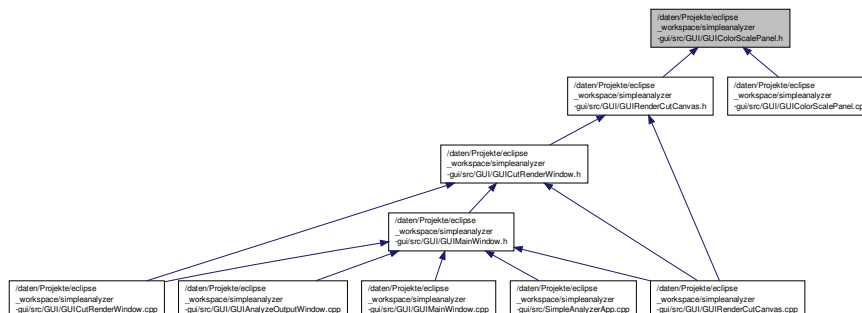 /daten/Projekte/eclipse
_workspace/simpleanalyzer
-gui/src/GUI/GUIColorScalePanel.h
/daten/Projekte/eclipse
_workspace/simpleanalyzer
-gui/src/GUI/GUIRenderCutCanvas.h
/daten/Projekte/eclipse
_workspace/simpleanalyzer
-gui/src/GUI/GUIColorScalePanel.cpp
/daten/Projekte/eclipse
_workspace/simpleanalyzer
-gui/src/GUI/GUICutRenderWindow.h
/daten/Projekte/eclipse
_workspace/simpleanalyzer
-gui/src/GUI/GUIMainWindow.h
/daten/Projekte/eclipse
_workspace/simpleanalyzer
-gui/src/GUI/GUICutRenderWindow.cpp
/daten/Projekte/eclipse
_workspace/simpleanalyzer
-gui/src/GUI/GUIAnalyzeOutputWindow.cpp
/daten/Projekte/eclipse
_workspace/simpleanalyzer
-gui/src/GUI/GUIMainWindow.cpp
/daten/Projekte/eclipse
_workspace/simpleanalyzer
-gui/src/SimpleAnalyzerApp.cpp
/daten/Projekte/eclipse
_workspace/simpleanalyzer
-gui/src/GUI/GUIRenderCutCanvas.cpp